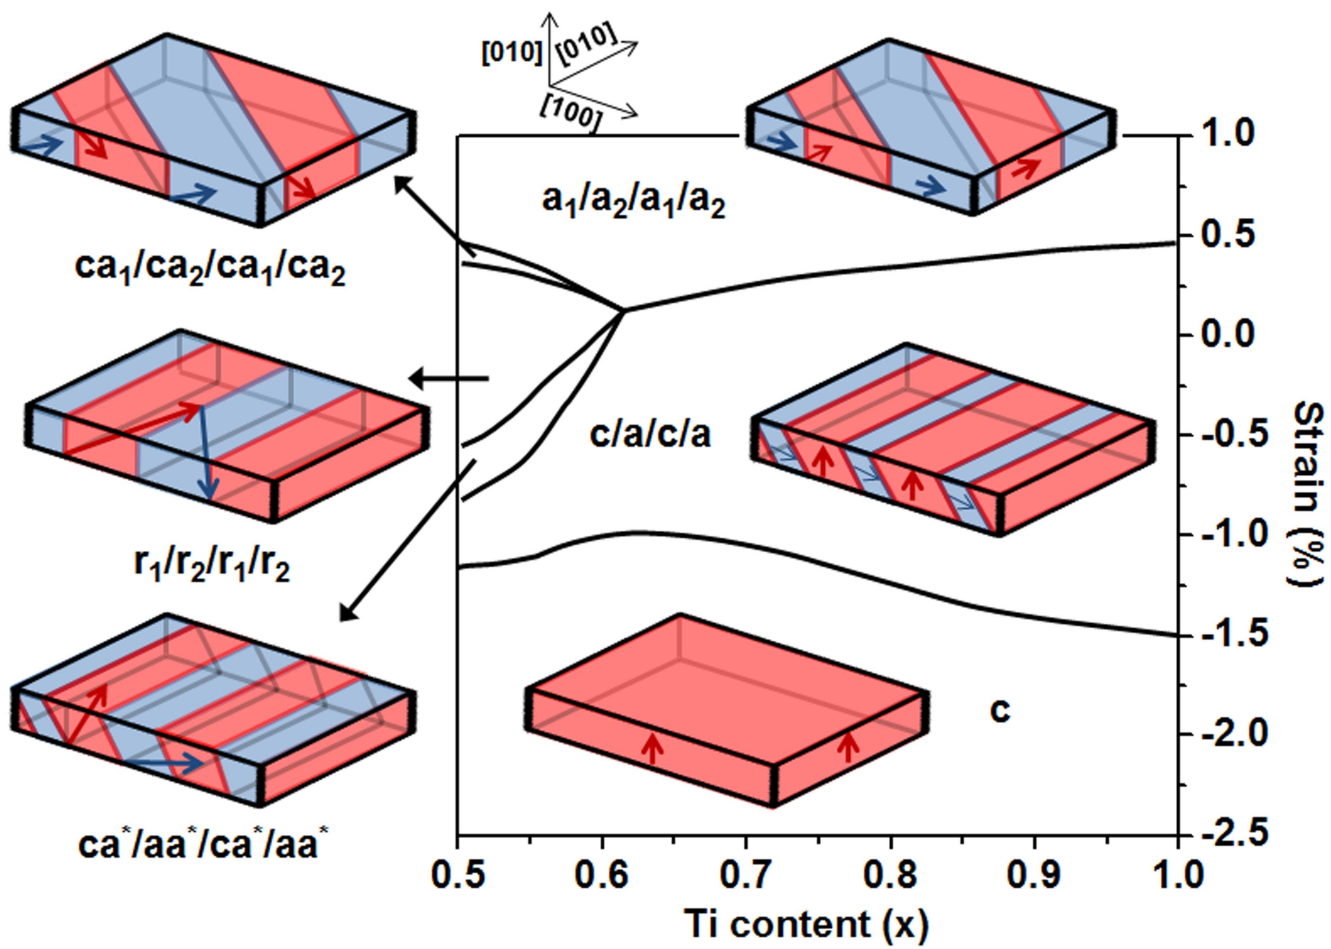 [010]
[010]
[100]
a₁/a₂/a₁/a₂
ca₁/ca₂/ca₁/ca₂
r₁/r₂/r₁/r₂
c/a/c/a
ca*/aa*/ca*/aa*
c
1.0
0.5
0.0
-0.5
-1.0
-1.5
-2.0
-2.5
Strain (%)
0.5 0.6 0.7 0.8 0.9 1.0
Ti content (x)